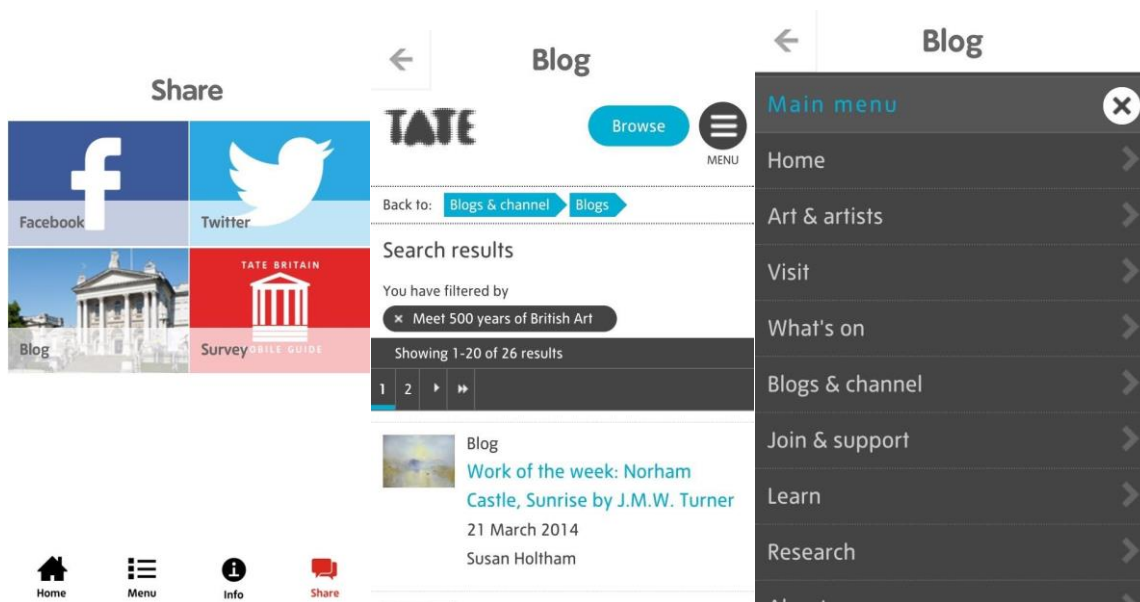 Share
Facebook
Twitter
Blog
TATE BRITAIN
Survey
MOBILE GUIDE
Home
Menu
Info
Share
Blog
TATE
Browse
MENU
Back to:
Blogs & channel
Blogs
Search results
You have filtered by
× Meet 500 years of British Art
Showing 1-20 of 26 results
1 2
Blog
Work of the week: Norham
Castle, Sunrise by J.M.W. Turner
21 March 2014
Susan Holtham
Blog
Main menu
Home
Art & artists
Visit
What's on
Blogs & channel
Join & support
Learn
Research